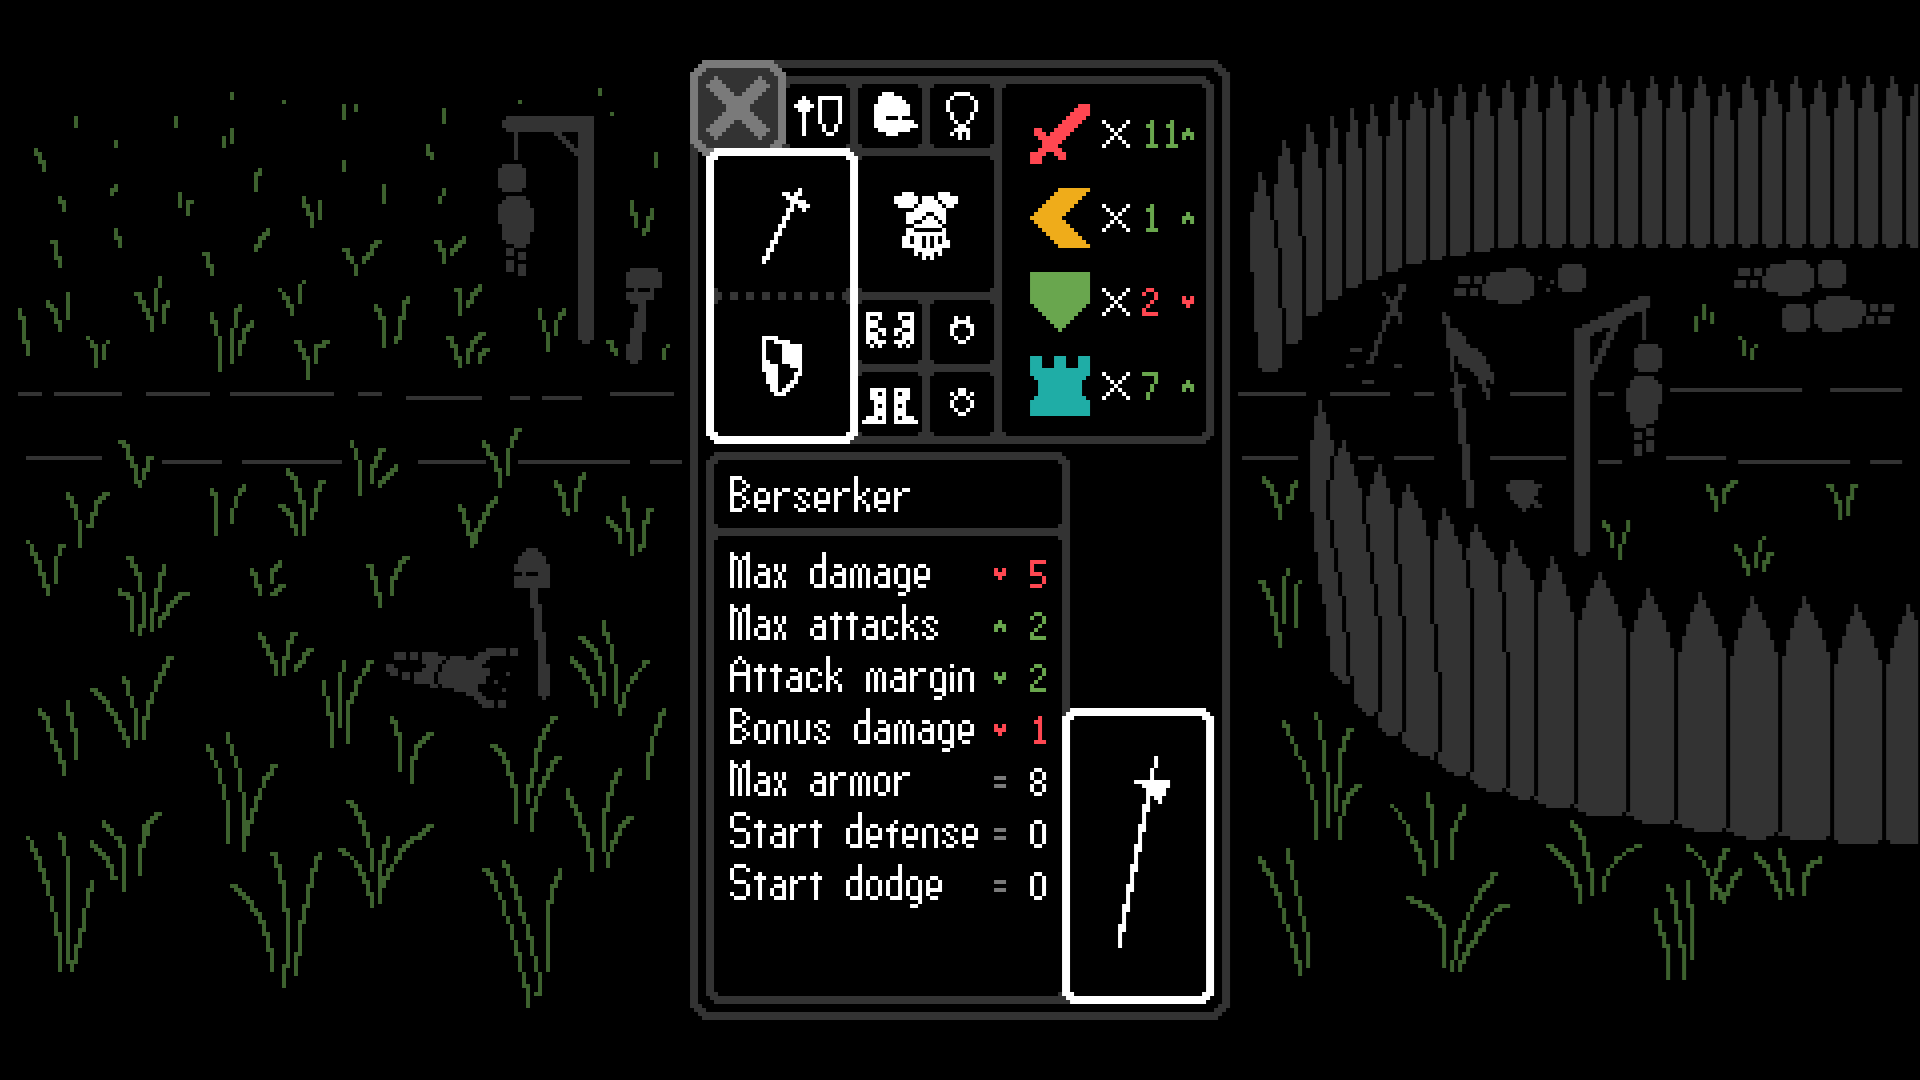 × 11
× 1
× 2
× 7
Berserker
Max damage 5
Max attacks 2
Attack margin 2
Bonus damage 1
Max armor = 8
Start defense = 0
Start dodge = 0